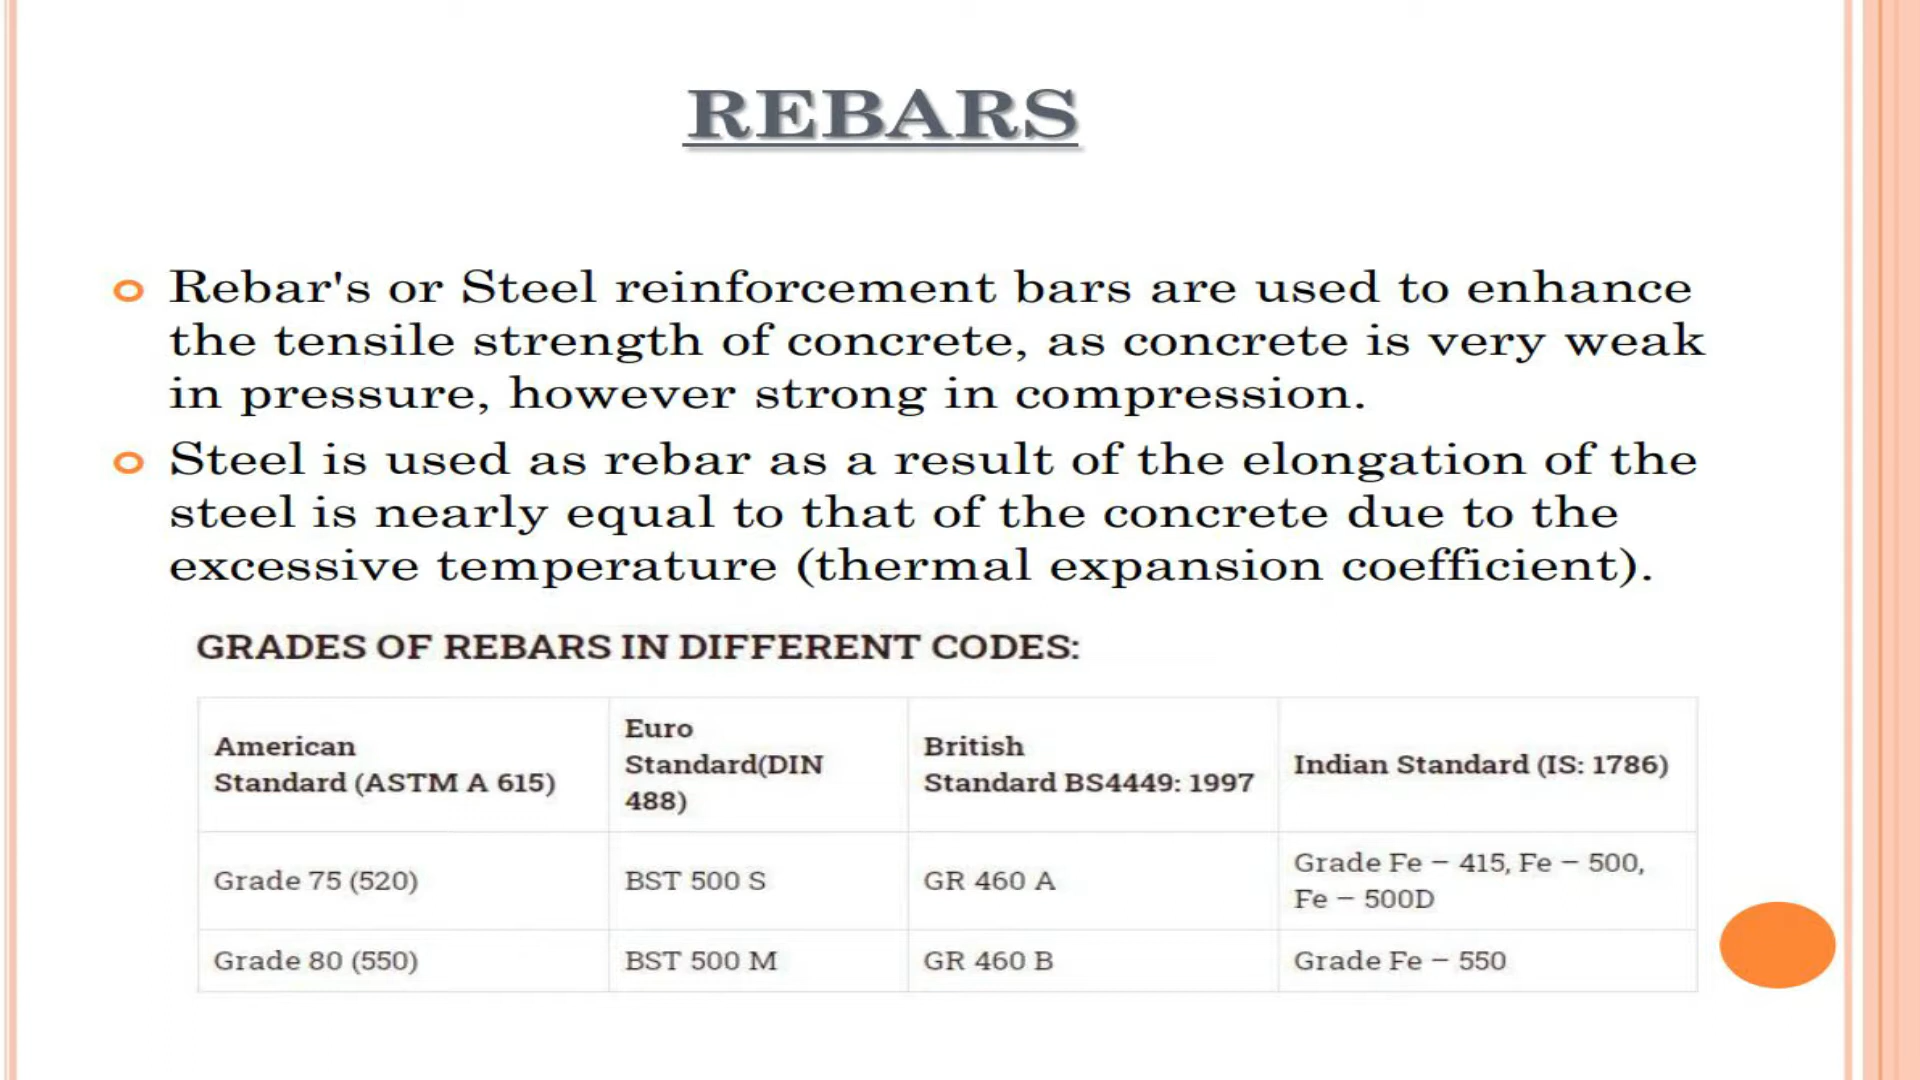 REBARS
Rebar's or Steel reinforcement bars are used to enhance
the tensile strength of concrete, as concrete is very weak
in pressure, however strong in compression.
Steel is used as rebar as a result of the elongation of the
steel is nearly equal to that of the concrete due to the
excessive temperature (thermal expansion coefficient).
GRADES OF REBARS IN DIFFERENT CODES:
American
Standard (ASTM A 615)
Euro
Standard(DIN
488)
British
Standard BS4449: 1997
Indian Standard (IS: 1786)
Grade 75 (520)
BST 500 S
GR 460 A
Grade Fe – 415, Fe – 500,
Fe – 500D
Grade 80 (550)
BST 500 M
GR 460 B
Grade Fe – 550